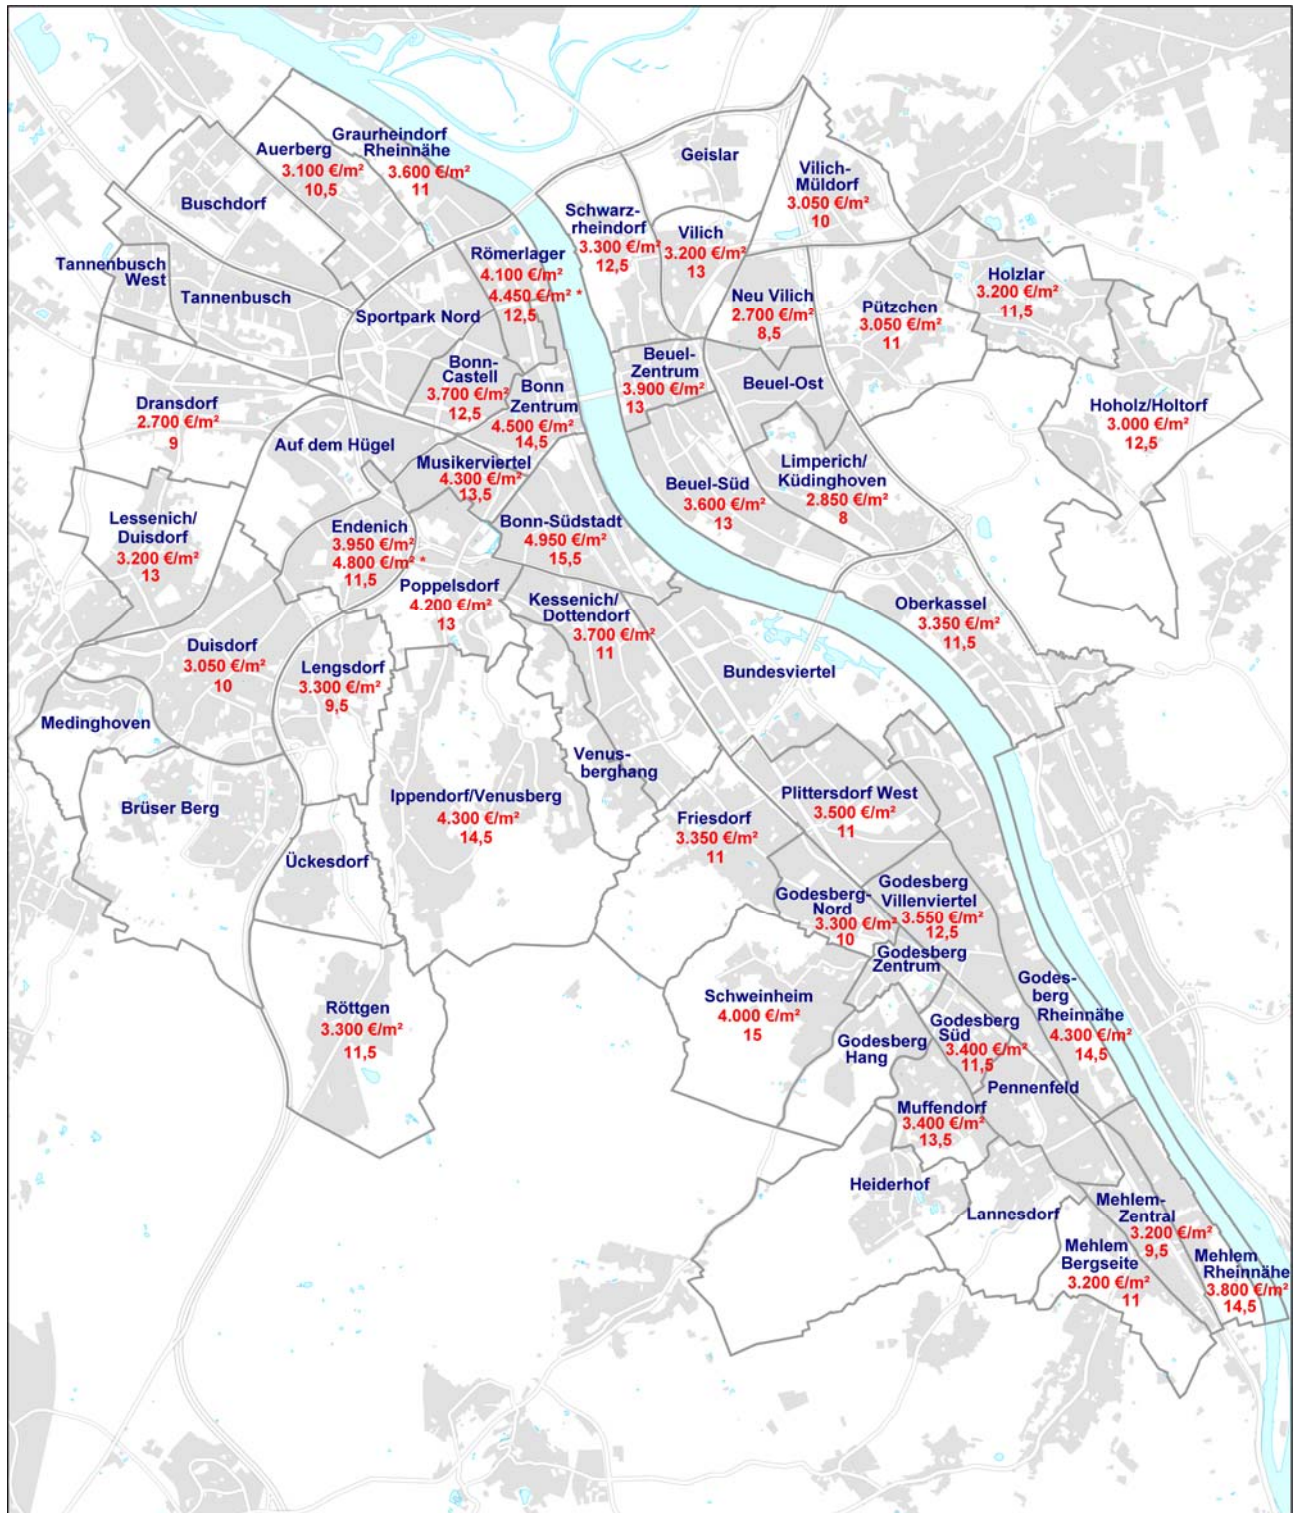 Graurheindorf
Rheinnähe
3.600 €/m²
11
Auerberg
3.100 €/m²
10,5
Buschdorf
Geislar
Vilich-
Müldorf
3.050 €/m²
10
Schwarz-
rheindorf
3.300 €/m²
12,5
Vilich
3.200 €/m²
13
Römerlager
4.100 €/m²
4.450 €/m² *
12,5
Tannenbusch
West
Tannenbusch
Sportpark Nord
Neu Vilich
2.700 €/m²
8,5
Pützchen
3.050 €/m²
11
Holzlar
3.200 €/m²
11,5
Bonn-
Castell
3.700 €/m²
12,5
Bonn
Zentrum
4.500 €/m²
14,5
Beuel-
Zentrum
3.900 €/m²
13
Beuel-Ost
Hoholz/Holtorf
3.000 €/m²
12,5
Dransdorf
2.700 €/m²
9
Auf dem Hügel
Musikerviertel
4.300 €/m²
13,5
Beuel-Süd
3.600 €/m²
13
Limperich/
Küdinghoven
2.850 €/m²
8
Lessenich/
Duisdorf
3.200 €/m²
13
Endenich
3.950 €/m²
4.800 €/m² *
11,5
Bonn-Südstadt
4.950 €/m²
15,5
Poppelsdorf
4.200 €/m²
13
Kessenich/
Dottendorf
3.700 €/m²
11
Oberkassel
3.350 €/m²
11,5
Duisdorf
3.050 €/m²
10
Lengsdorf
3.300 €/m²
9,5
Bundesviertel
Medinghoven
Venus-
berghang
Brüser Berg
Ippendorf/Venusberg
4.300 €/m²
14,5
Plittersdorf West
3.500 €/m²
11
Friesdorf
3.350 €/m²
11
Ückesdorf
Godesberg
Villenviertel
3.550 €/m²
12,5
Godesberg-
Nord
3.300 €/m²
10
Godesberg
Zentrum
Godes-
berg
Rheinnähe
4.300 €/m²
14,5
Schweinheim
4.000 €/m²
15
Röttgen
3.300 €/m²
11,5
Godesberg
Süd
3.400 €/m²
11,5
Godesberg
Hang
Pennenfeld
Muffendorf
3.400 €/m²
13,5
Heiderhof
Lannesdorf
Mehlem-
Zentral
3.200 €/m²
9,5
Mehlem
Bergseite
3.200 €/m²
11
Mehlem
Rheinnähe
3.800 €/m²
14,5